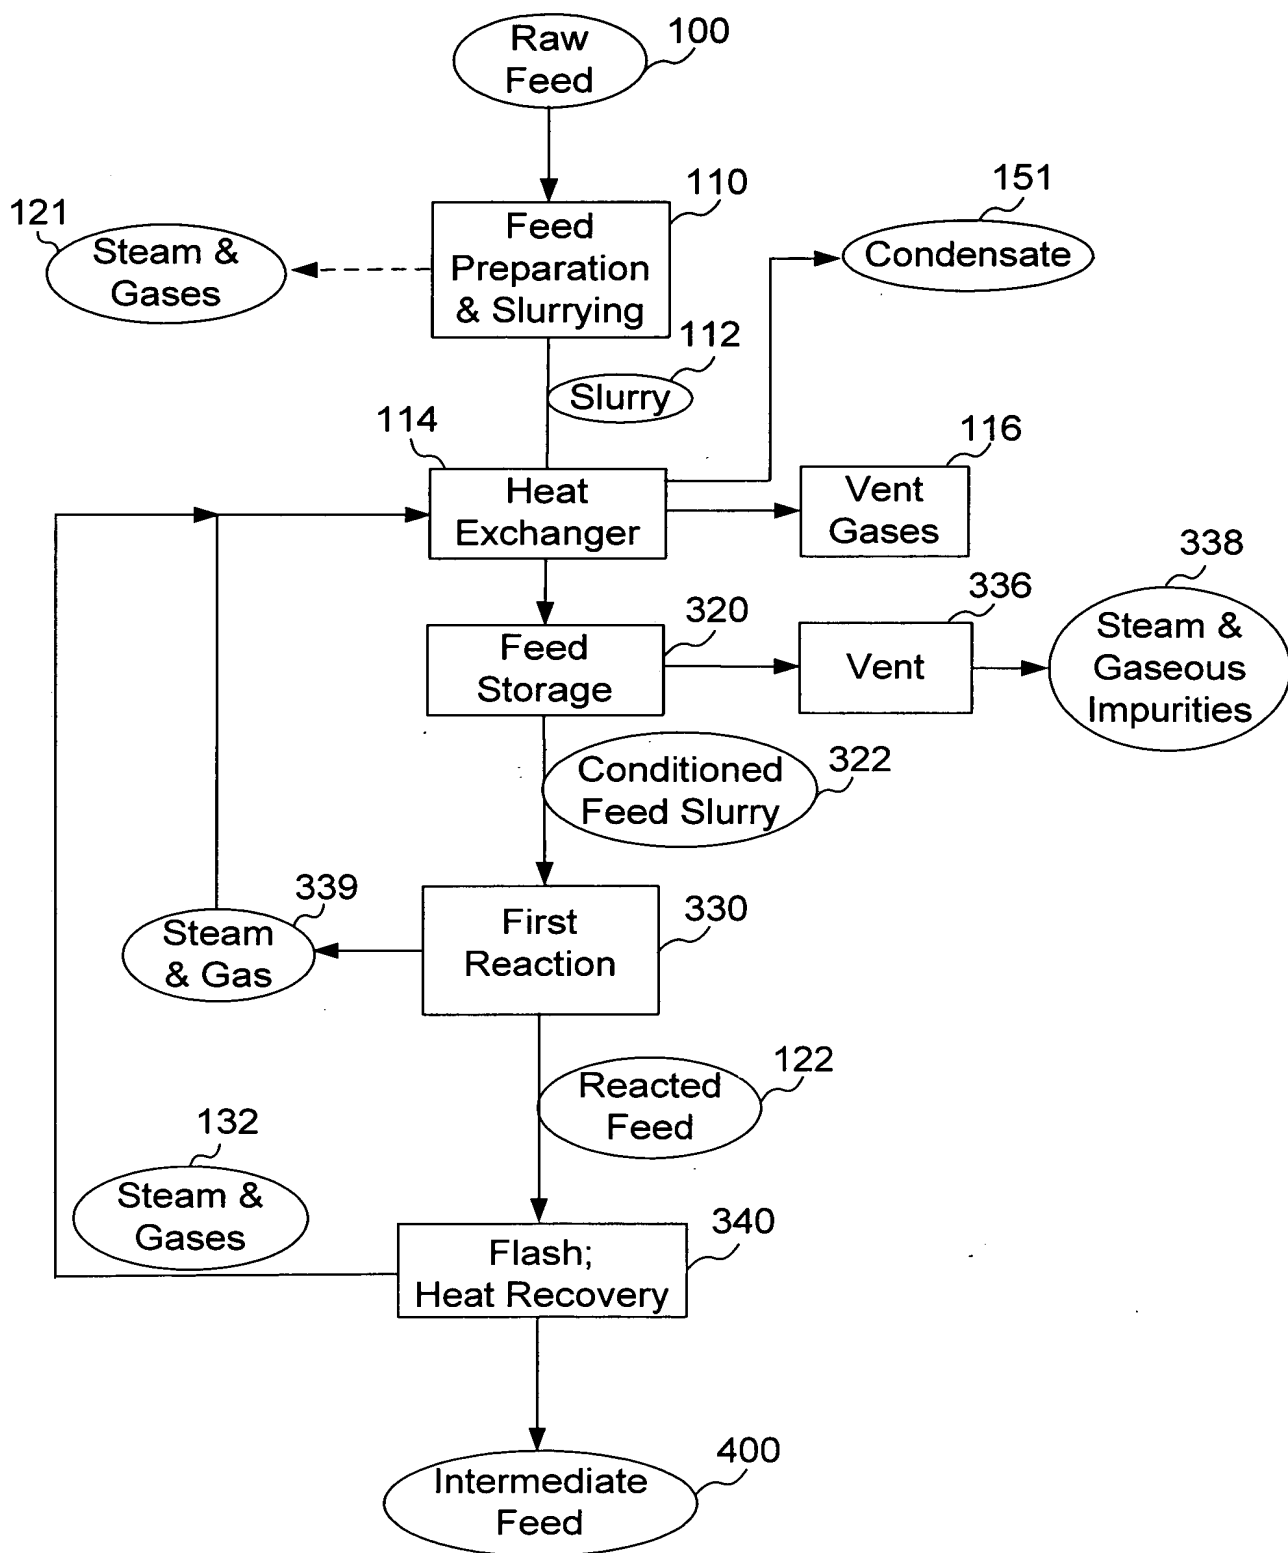 Raw
Feed
100
Feed
Preparation
& Slurrying
110
151
Condensate
121
Steam &
Gases
112
Slurry
114
Heat
Exchanger
116
Vent
Gases
338
Steam &
Gaseous
Impurities
336
Vent
320
Feed
Storage
Conditioned
Feed Slurry
322
339
Steam
& Gas
First
Reaction
330
Reacted
Feed
122
132
Steam &
Gases
340
Flash;
Heat Recovery
Intermediate
Feed
400